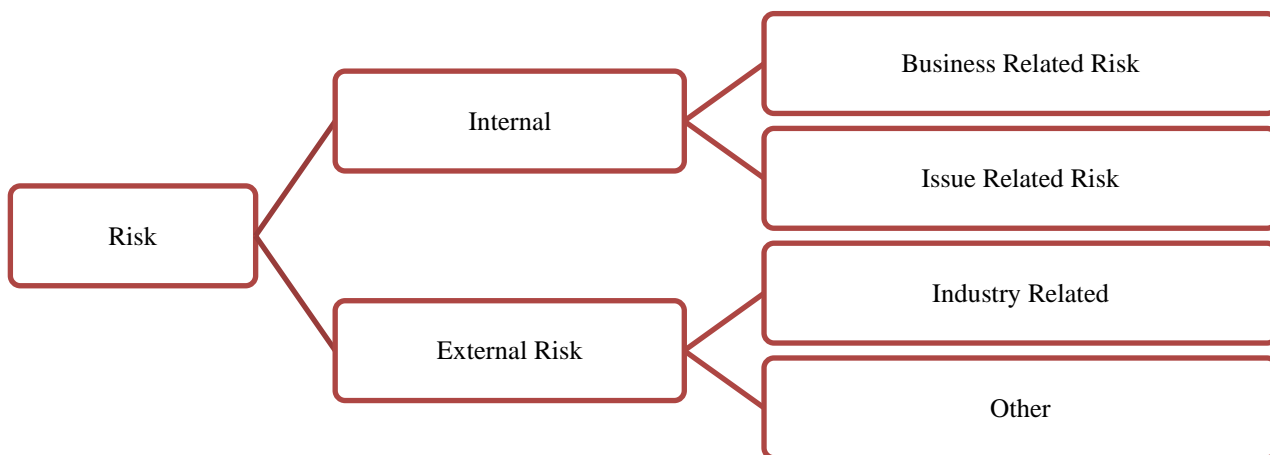 Risk
Internal
Business Related Risk
Issue Related Risk
External Risk
Industry Related
Other